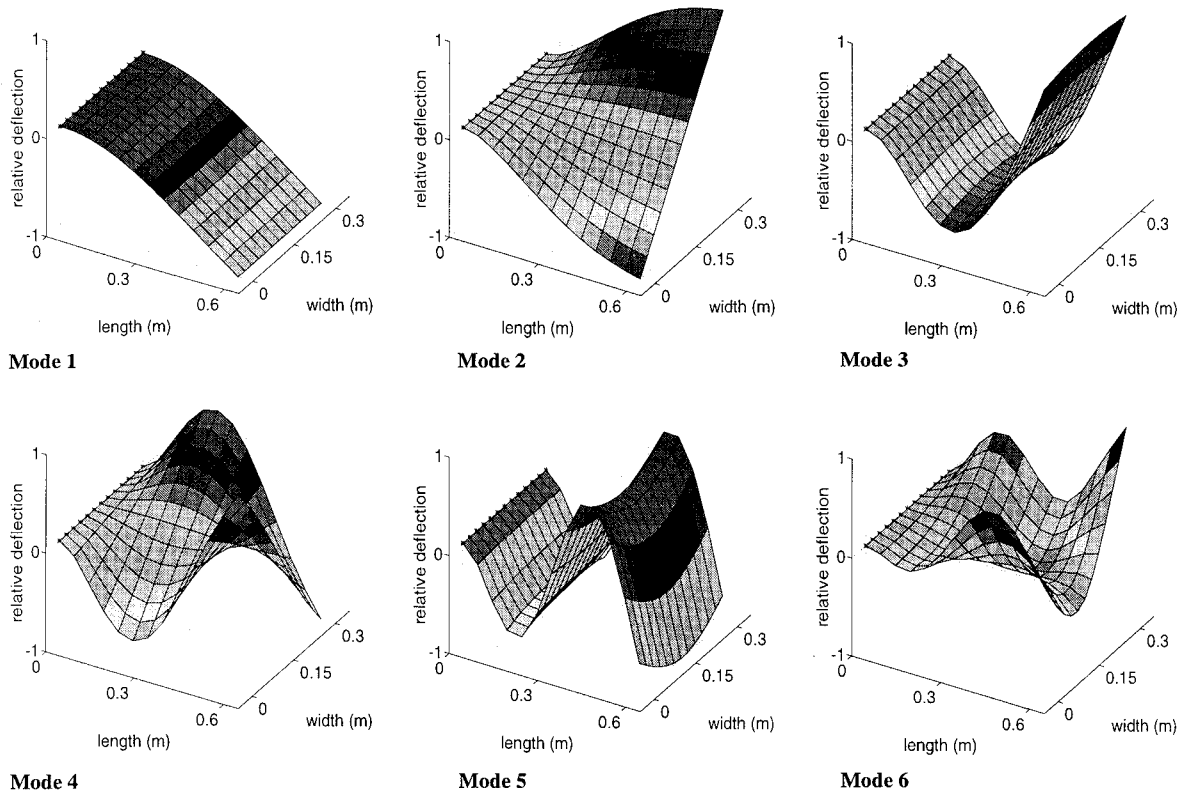 1
0
-1
relative deflection
0
0.3
0.6
length (m)
0
0.15
0.3
width (m)
Mode 1
1
0
-1
relative deflection
0
0.3
0.6
length (m)
0
0.15
0.3
width (m)
Mode 2
1
0
-1
relative deflection
0
0.3
0.6
length (m)
0
0.15
0.3
width (m)
Mode 3
1
0
-1
relative deflection
0
0.3
0.6
length (m)
0
0.15
0.3
width (m)
Mode 4
1
0
-1
relative deflection
0
0.3
0.6
length (m)
0
0.15
0.3
width (m)
Mode 5
1
0
-1
relative deflection
0
0.3
0.6
length (m)
0
0.15
0.3
width (m)
Mode 6